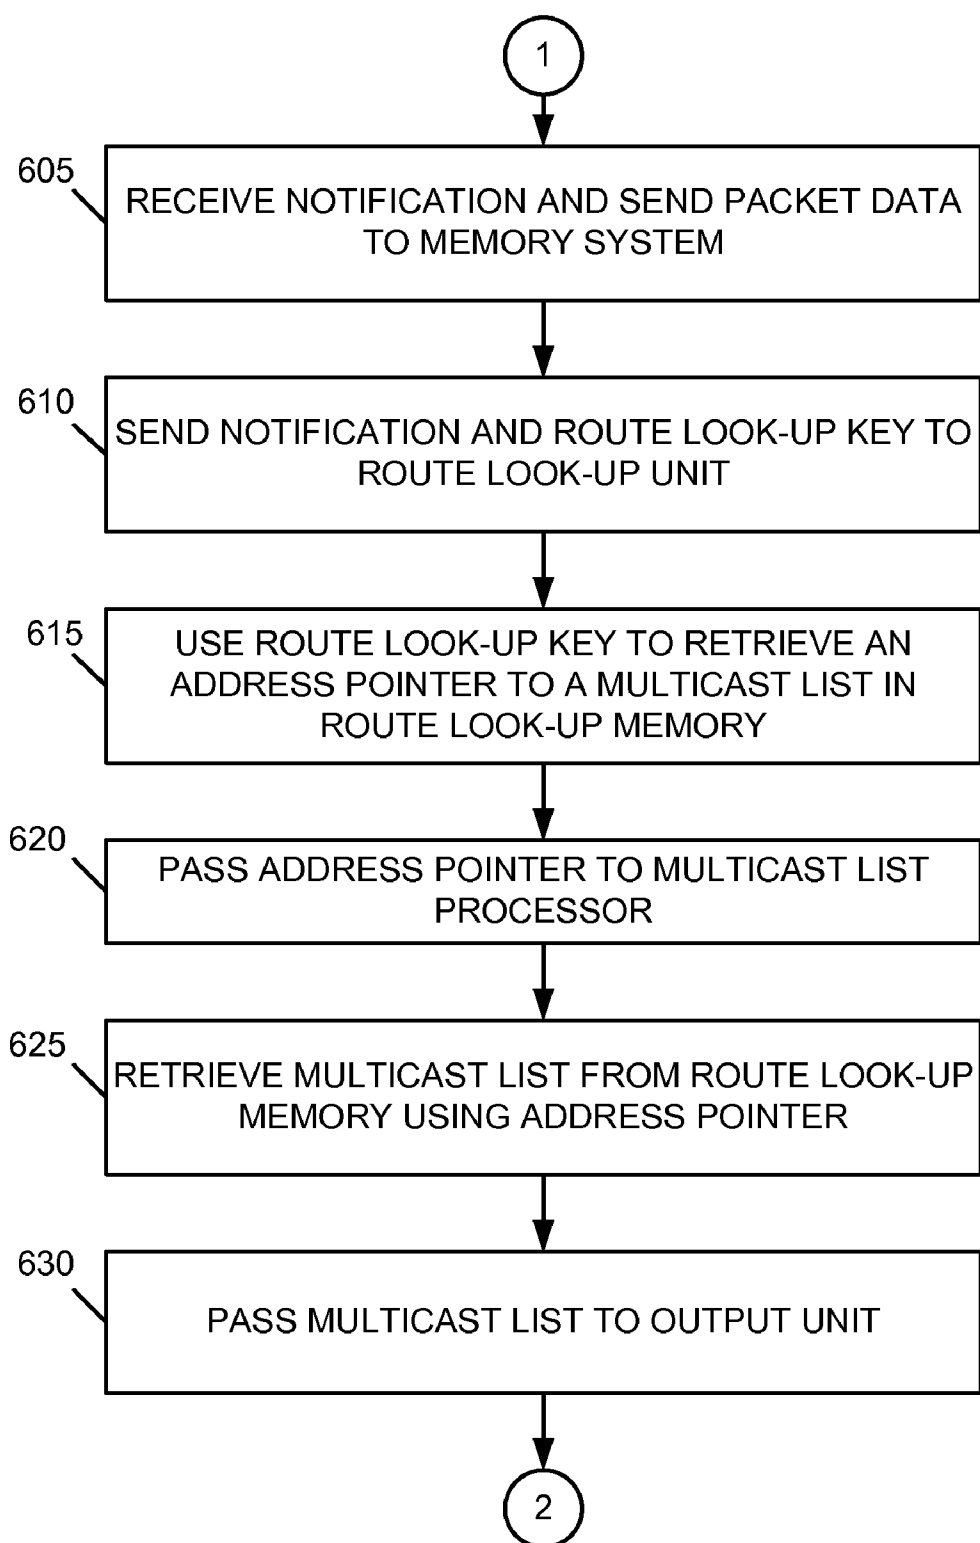 1
605
RECEIVE NOTIFICATION AND SEND PACKET DATA
TO MEMORY SYSTEM
610
SEND NOTIFICATION AND ROUTE LOOK-UP KEY TO
ROUTE LOOK-UP UNIT
615
USE ROUTE LOOK-UP KEY TO RETRIEVE AN
ADDRESS POINTER TO A MULTICAST LIST IN
ROUTE LOOK-UP MEMORY
620
PASS ADDRESS POINTER TO MULTICAST LIST
PROCESSOR
625
RETRIEVE MULTICAST LIST FROM ROUTE LOOK-UP
MEMORY USING ADDRESS POINTER
630
PASS MULTICAST LIST TO OUTPUT UNIT
2